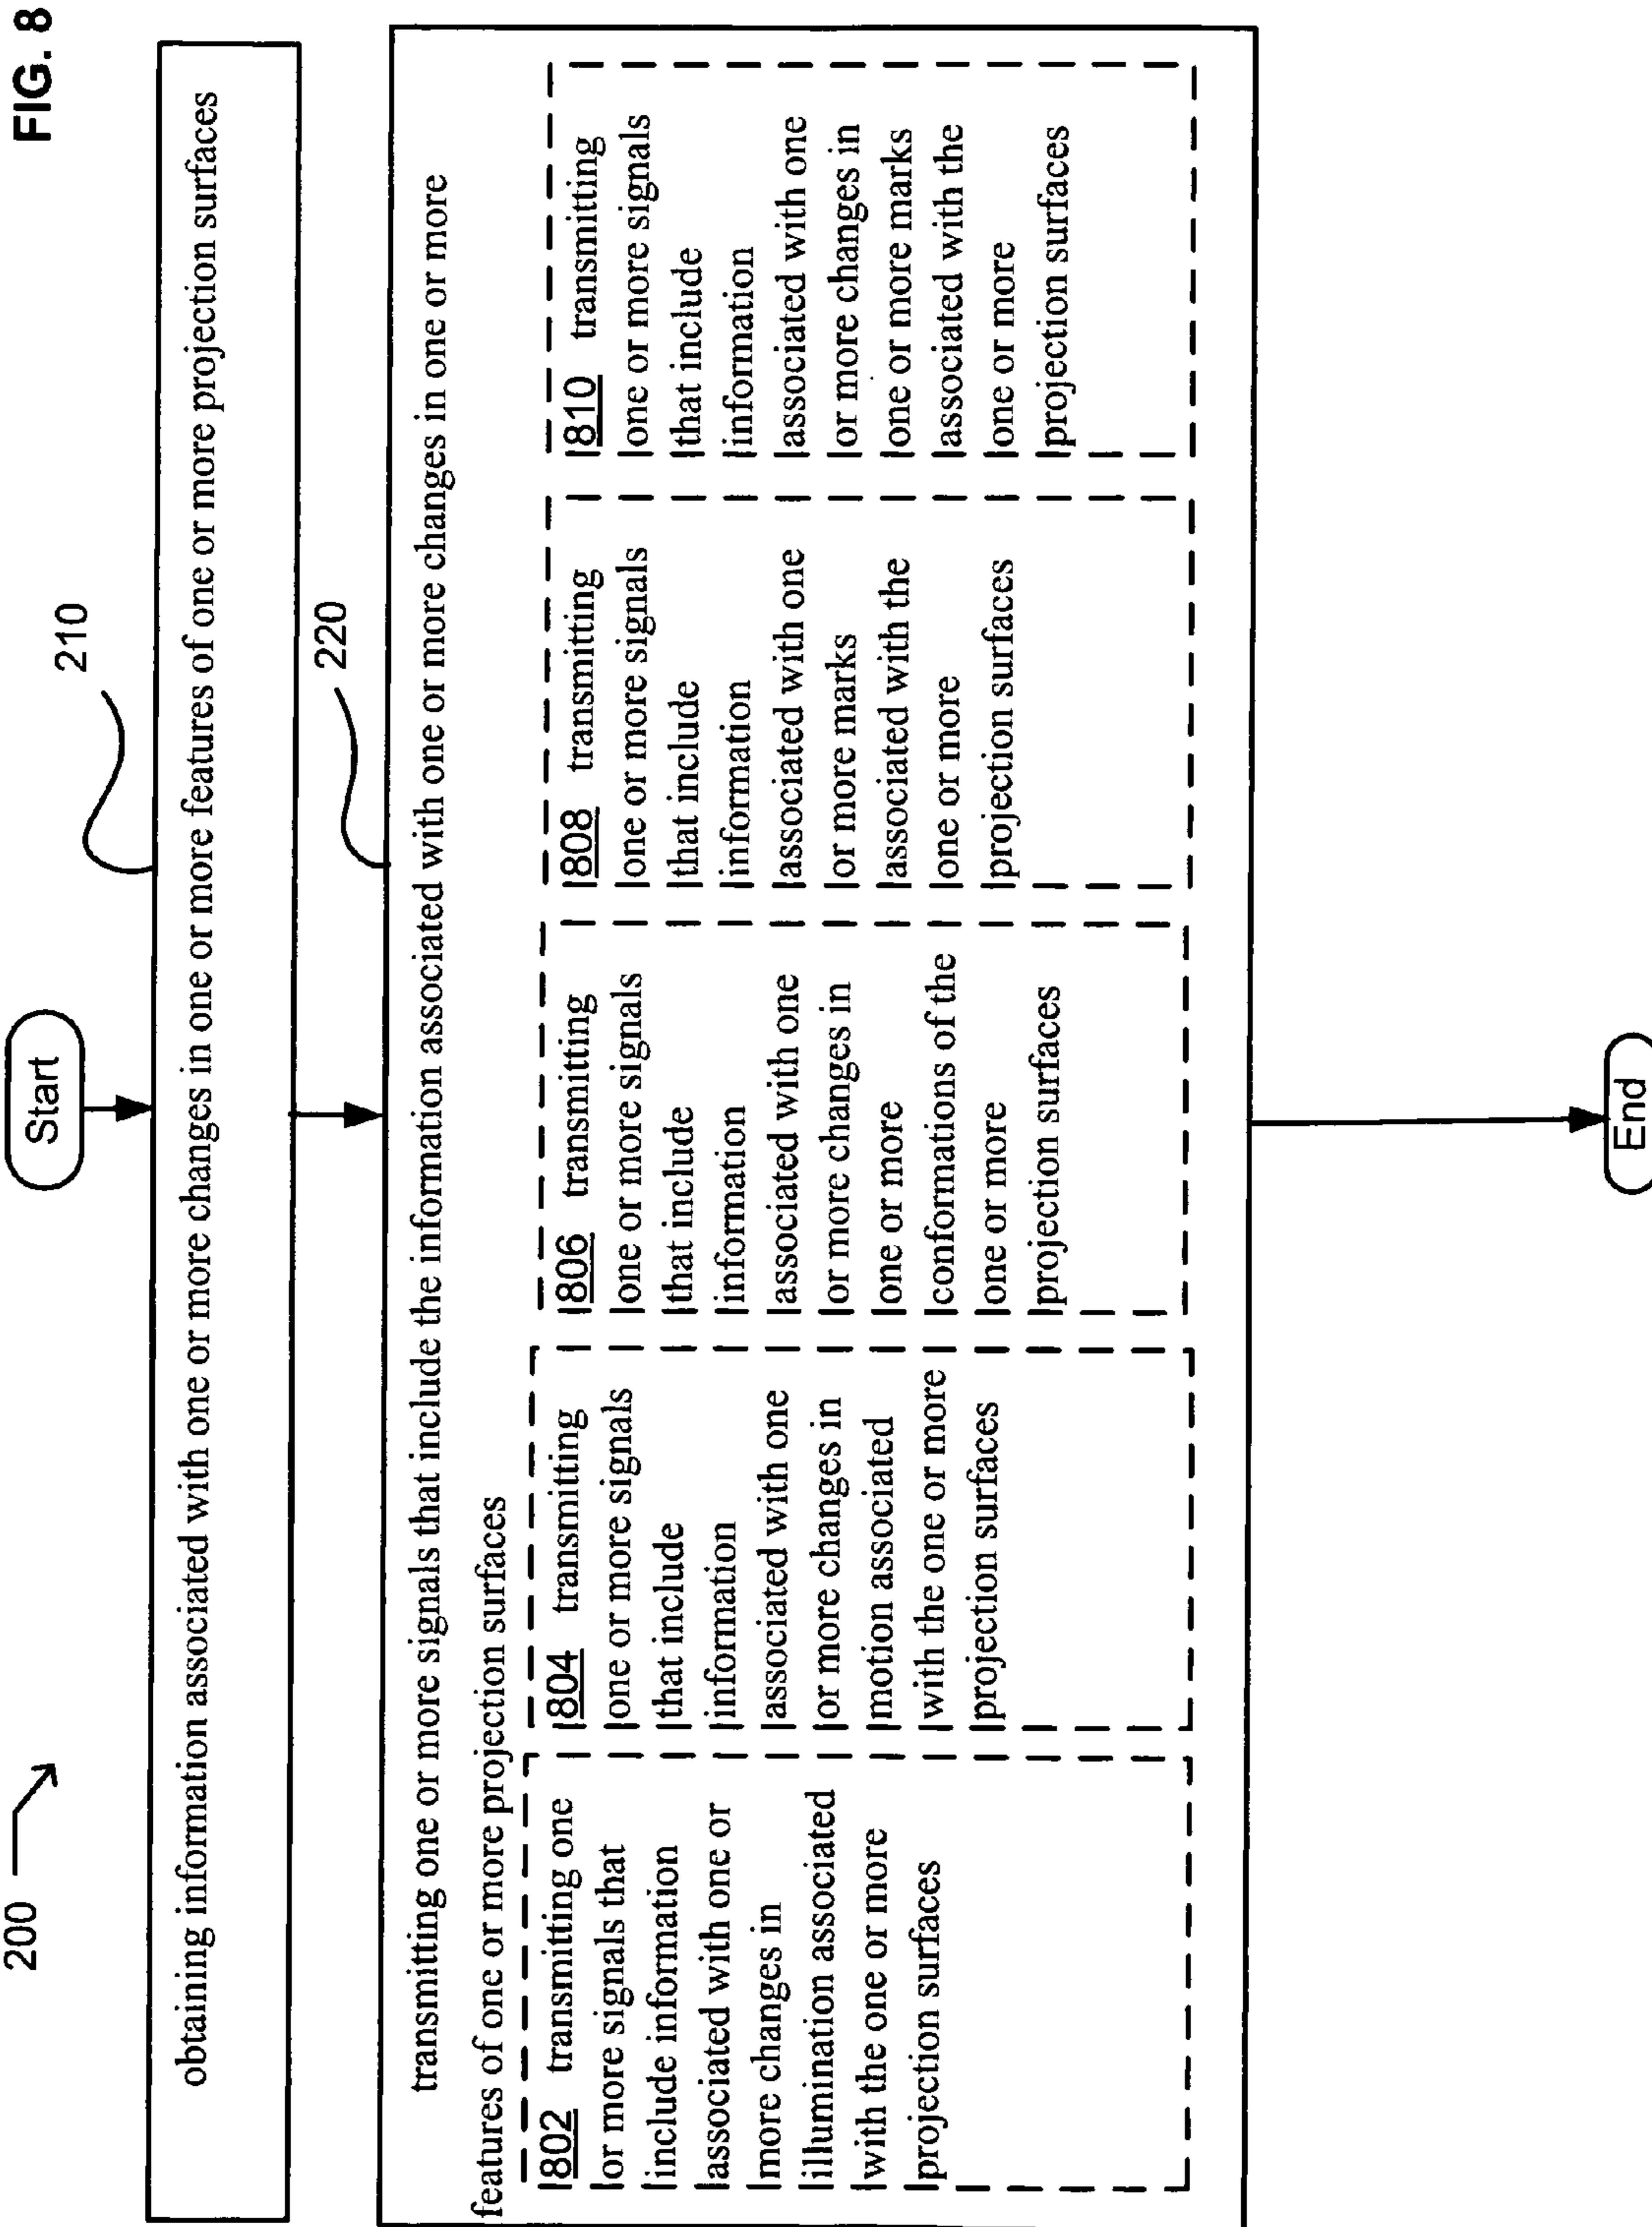 FIG. 8
200
Start
210
obtaining information associated with one or more changes in one or more features of one or more projection surfaces
220
transmitting one or more signals that include the information associated with one or more changes in one or more
features of one or more projection surfaces
802 transmitting one
or more signals that
include information
associated with one or
more changes in
illumination associated
with the one or more
projection surfaces
804 transmitting
one or more signals
that include
information
associated with one
or more changes in
motion associated
with the one or more
projection surfaces
806 transmitting
one or more signals
that include
information
associated with one
or more changes in
one or more
conformations of the
one or more
projection surfaces
808 transmitting
one or more signals
that include
information
associated with one
or more marks
associated with the
one or more
projection surfaces
810 transmitting
one or more signals
that include
information
associated with one
or more changes in
one or more marks
associated with the
one or more
projection surfaces
End